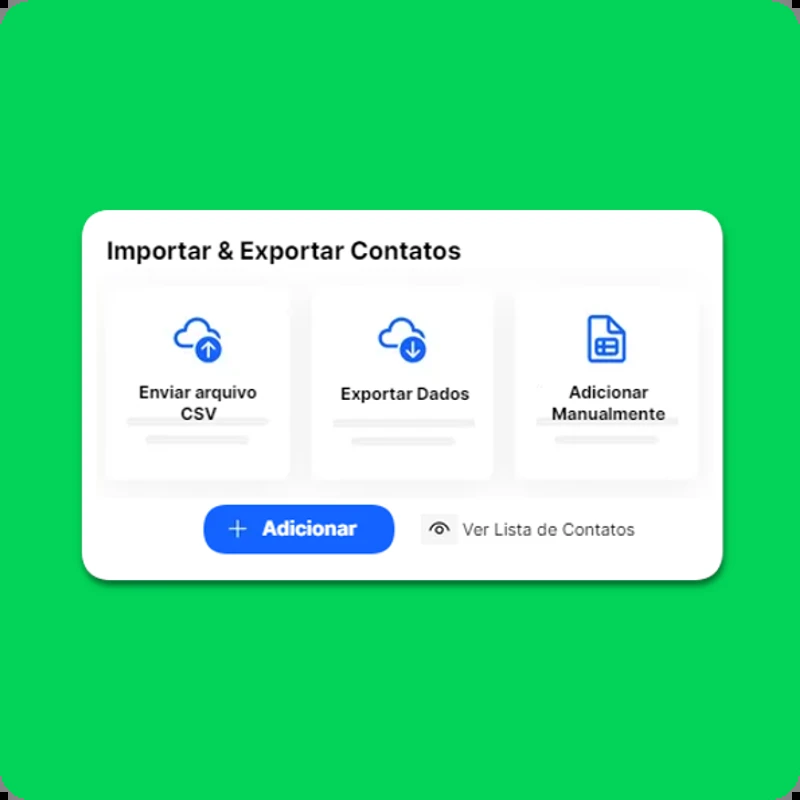 Importar & Exportar Contatos
Enviar arquivo
CSV
Exportar Dados
Adicionar
Manualmente
Adicionar
Ver Lista de Contatos